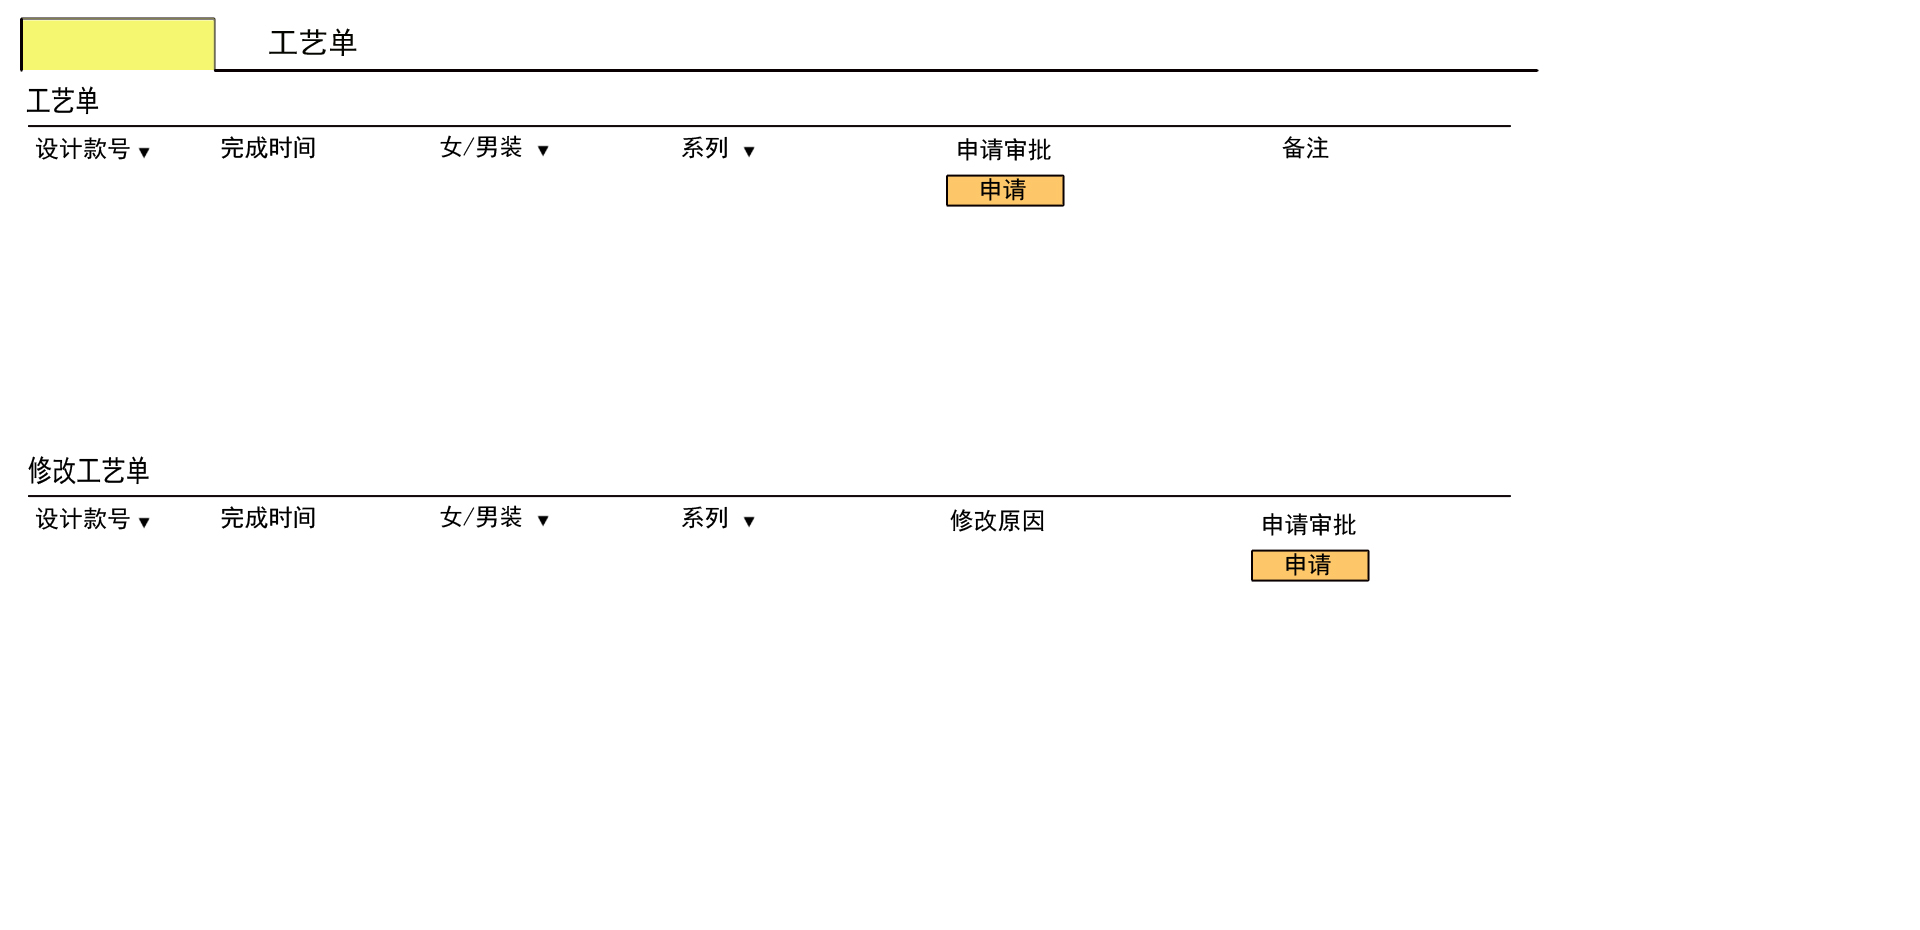 工艺单
工艺单
设计款号 ▼ 完成时间 女/男装 ▼ 系列 ▼ 申请审批 备注
申请
修改工艺单
设计款号 ▼ 完成时间 女/男装 ▼ 系列 ▼ 修改原因 申请审批
申请